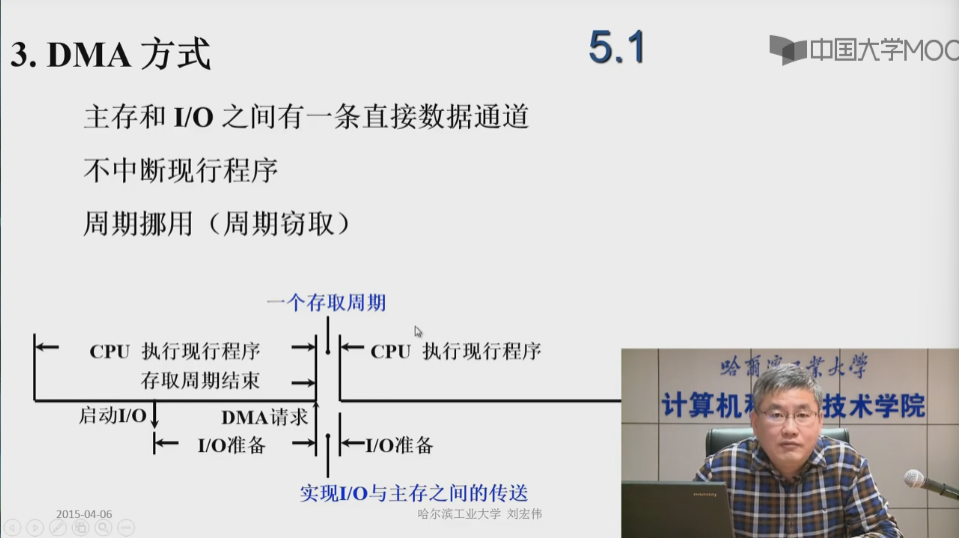 3. DMA 方式
5.1
中国大学MOO
主存和 I/O 之间有一条直接数据通道
不中断现行程序
周期挪用（周期窃取）
一个存取周期
CPU 执行现行程序
CPU 执行现行程序
存取周期结束
启动I/O
DMA请求
I/O准备
I/O准备
实现I/O与主存之间的传送
哈尔滨工业大学
计算机科 技术学院
2015-04-06
哈尔滨工业大学 刘宏伟